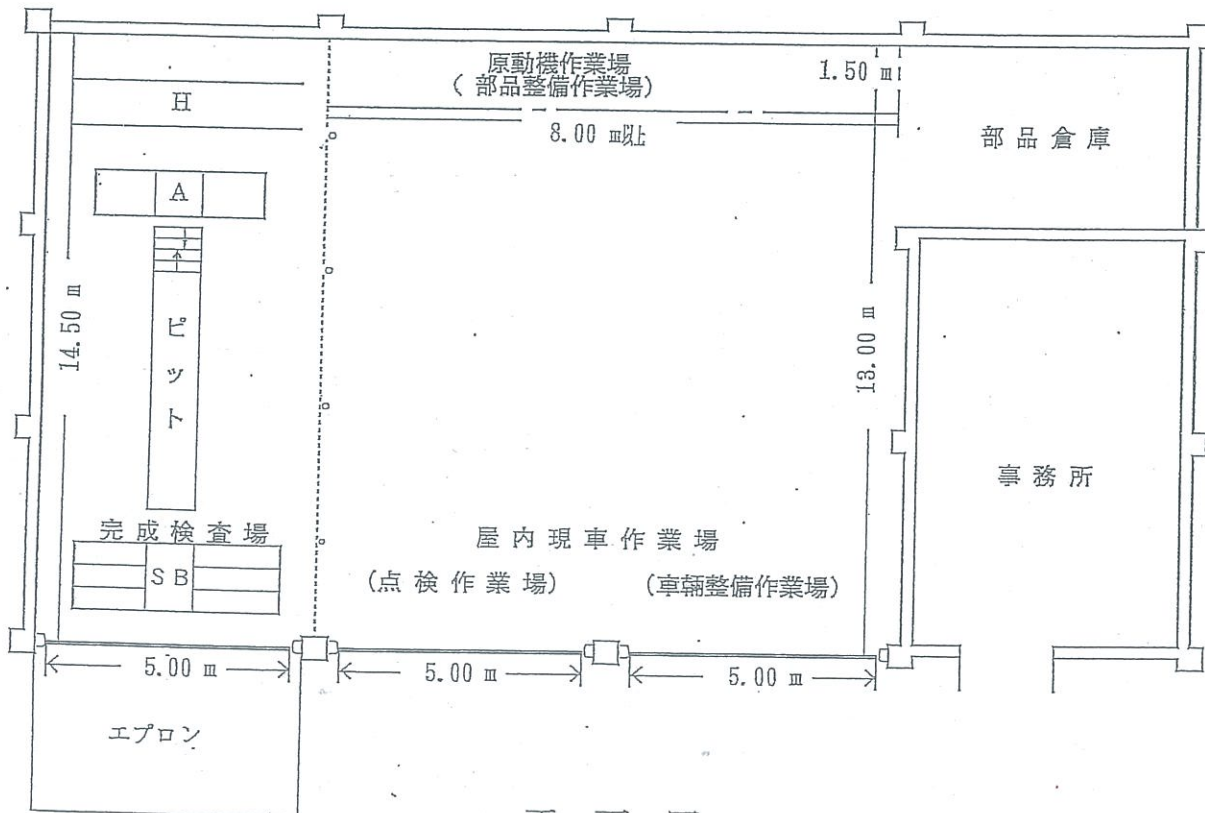 原動機作業場
( 部品整備作業場)
1.50 m
H
8.00 m以上
部品倉庫
A
14.50 m
ピット
13.00 m
事務所
完成検査場
屋内現車作業場
SB
(点検作業場)
(車輛整備作業場)
5.00 m
5.00 m
5.00 m
エプロン